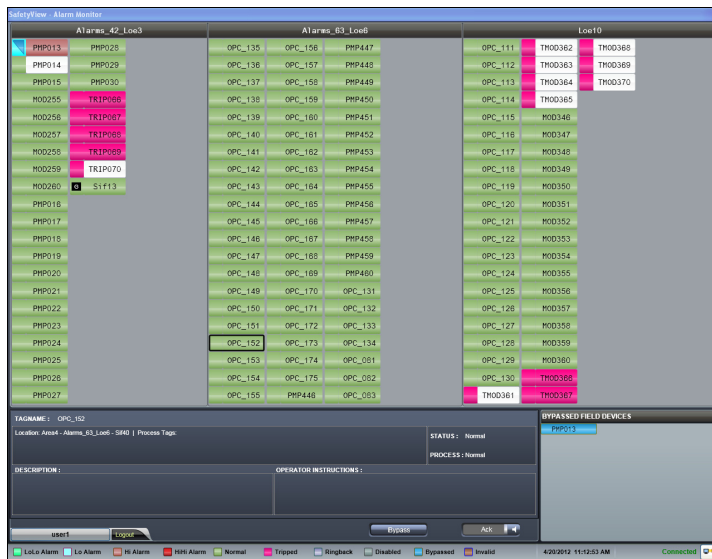 SafetyView - Alarm Monitor
Alarms_42_Loe3 Alarms_63_Loe6 Loe10
PMP013 PMP028 OPC_135 OPC_156 PMP447 OPC_111 TMOD362 TMOD368
PMP014 PMP029 OPC_136 OPC_157 PMP448 OPC_112 TMOD363 TMOD369
PMP015 PMP030 OPC_137 OPC_158 PMP449 OPC_113 TMOD364 TMOD370
MOD255 TRIP066 OPC_138 OPC_159 PMP450 OPC_114 TMOD365
MOD256 TRIP067 OPC_139 OPC_160 PMP451 OPC_115 MOD346
MOD257 TRIP068 OPC_140 OPC_161 PMP452 OPC_116 MOD347
MOD258 TRIP069 OPC_141 OPC_162 PMP453 OPC_117 MOD348
MOD259 TRIP070 OPC_142 OPC_163 PMP454 OPC_118 MOD349
MOD260 Sif13 OPC_143 OPC_164 PMP455 OPC_119 MOD350
PMP016 OPC_144 OPC_165 PMP456 OPC_120 MOD351
PMP017 OPC_145 OPC_166 PMP457 OPC_121 MOD352
PMP018 OPC_146 OPC_167 PMP458 OPC_122 MOD353
PMP019 OPC_147 OPC_168 PMP459 OPC_123 MOD354
PMP020 OPC_148 OPC_169 PMP460 OPC_124 MOD355
PMP021 OPC_149 OPC_170 OPC_131 OPC_125 MOD356
PMP022 OPC_150 OPC_171 OPC_132 OPC_126 MOD357
PMP023 OPC_151 OPC_172 OPC_133 OPC_127 MOD358
PMP024 OPC_152 OPC_173 OPC_134 OPC_128 MOD359
PMP025 OPC_153 OPC_174 OPC_081 OPC_129 MOD360
PMP026 OPC_154 OPC_175 OPC_082 OPC_130 TMOD366
PMP027 OPC_155 PMP446 OPC_083 TMOD361 TMOD367
TAGNAME : OPC_152
Location: Area4 - Alarms_63_Loe6 - Sif40 | Process Tags:
STATUS : Normal
PROCESS : Normal
DESCRIPTION : OPERATOR INSTRUCTIONS :
BYPASSED FIELD DEVICES
PMP013
user1 Logout Bypass Ack
LoLo Alarm Lo Alarm Hi Alarm HiHi Alarm Normal Tripped Ringback Disabled Bypassed Invalid 4/20/2012 11:12:53 AM Connected